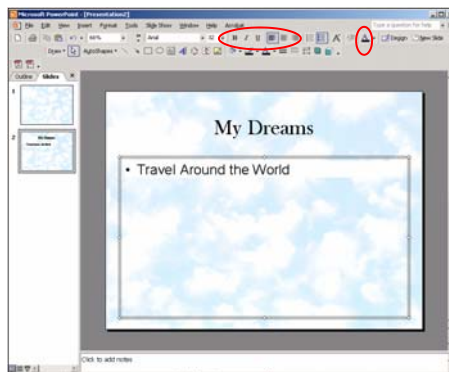 Microsoft PowerPoint - [Presentation2]
File Edit View Insert Format Tools Slide Show Window Help Acrobat
Type a question for help
66%
Arial
32
B I U
Design
New Slide
Draw
AutoShapes
Outline Slides
1
2
My Dreams
• Travel Around the World
Click to add notes